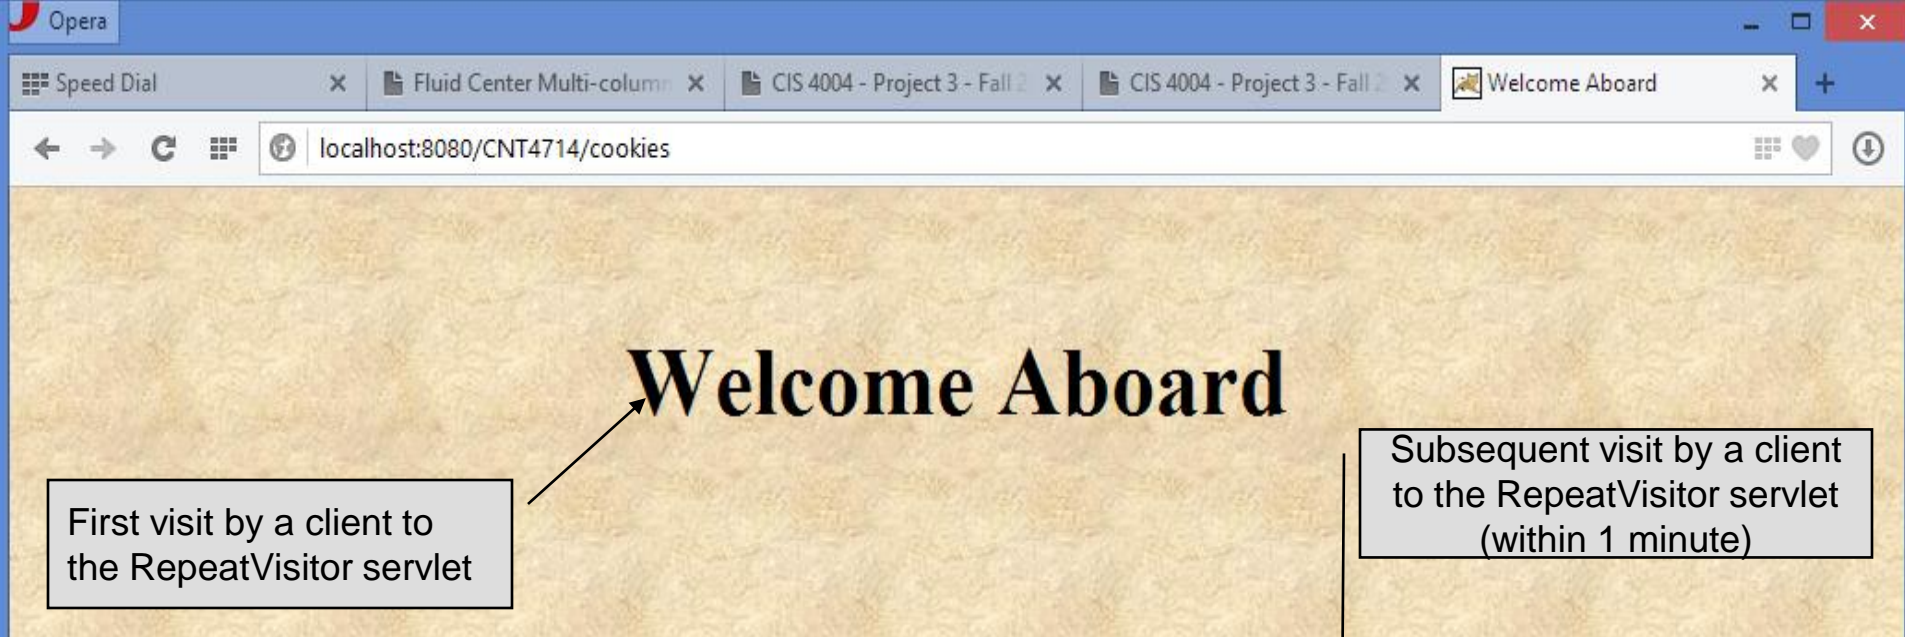 Opera
Speed Dial
Fluid Center Multi-column
CIS 4004 - Project 3 - Fall 2
CIS 4004 - Project 3 - Fall 2
Welcome Aboard
localhost:8080/CNT4714/cookies
Welcome Aboard
First visit by a client to
the RepeatVisitor servlet
Subsequent visit by a client
to the RepeatVisitor servlet
(within 1 minute)